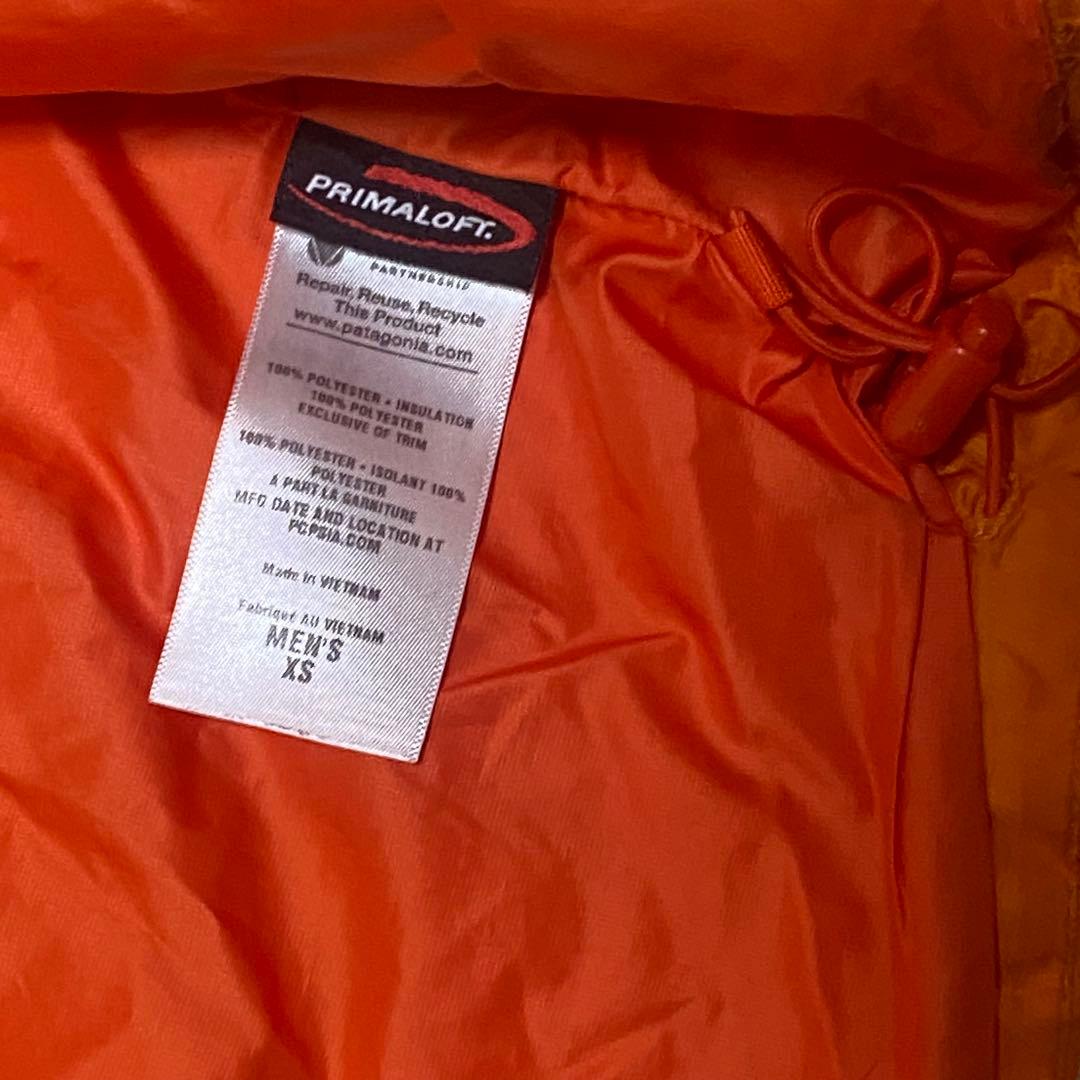 PRIMALOFT.
PARTNERSHIP
Repair, Reuse, Recycle
This Product
www.patagonia.com
100% POLYESTER • INSULATION
100% POLYESTER
EXCLUSIVE OF TRIM
100% POLYESTER • ISOLANT 100%
POLYESTER
A PART LA GARNITURE
MFG DATE AND LOCATION AT
PCPSIA.COM
Made in VIETNAM
Fabriqué AU VIETNAM
MEN'S
XS